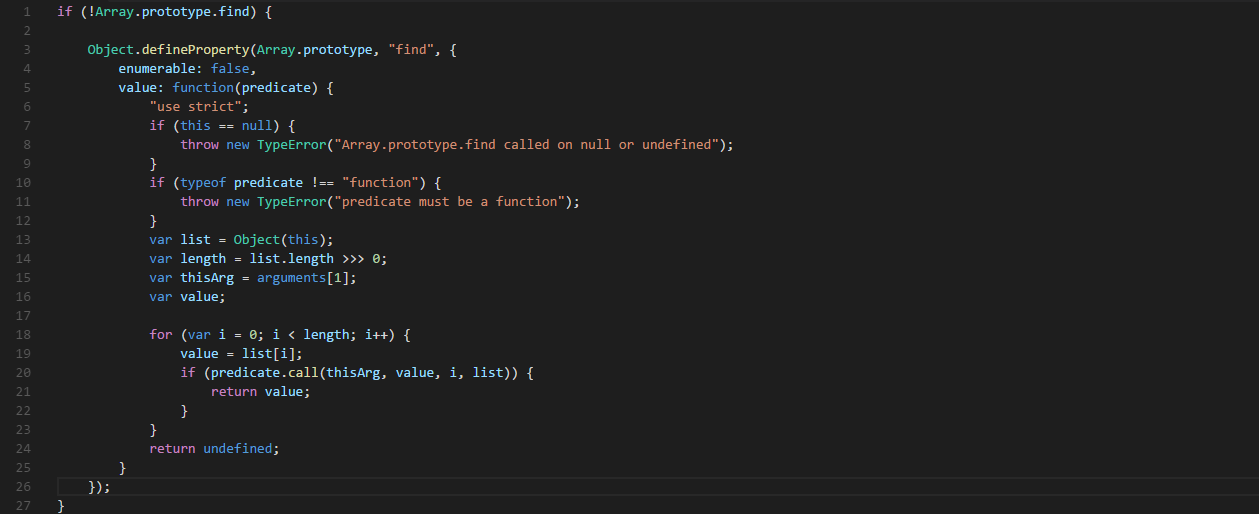 1 if (!Array.prototype.find) {
2
3 Object.defineProperty(Array.prototype, "find", {
4 enumerable: false,
5 value: function(predicate) {
6 "use strict";
7 if (this == null) {
8 throw new TypeError("Array.prototype.find called on null or undefined");
9 }
10 if (typeof predicate !== "function") {
11 throw new TypeError("predicate must be a function");
12 }
13 var list = Object(this);
14 var length = list.length >>> 0;
15 var thisArg = arguments[1];
16 var value;
17
18 for (var i = 0; i < length; i++) {
19 value = list[i];
20 if (predicate.call(thisArg, value, i, list)) {
21 return value;
22 }
23 }
24 return undefined;
25 }
26 });
27 }